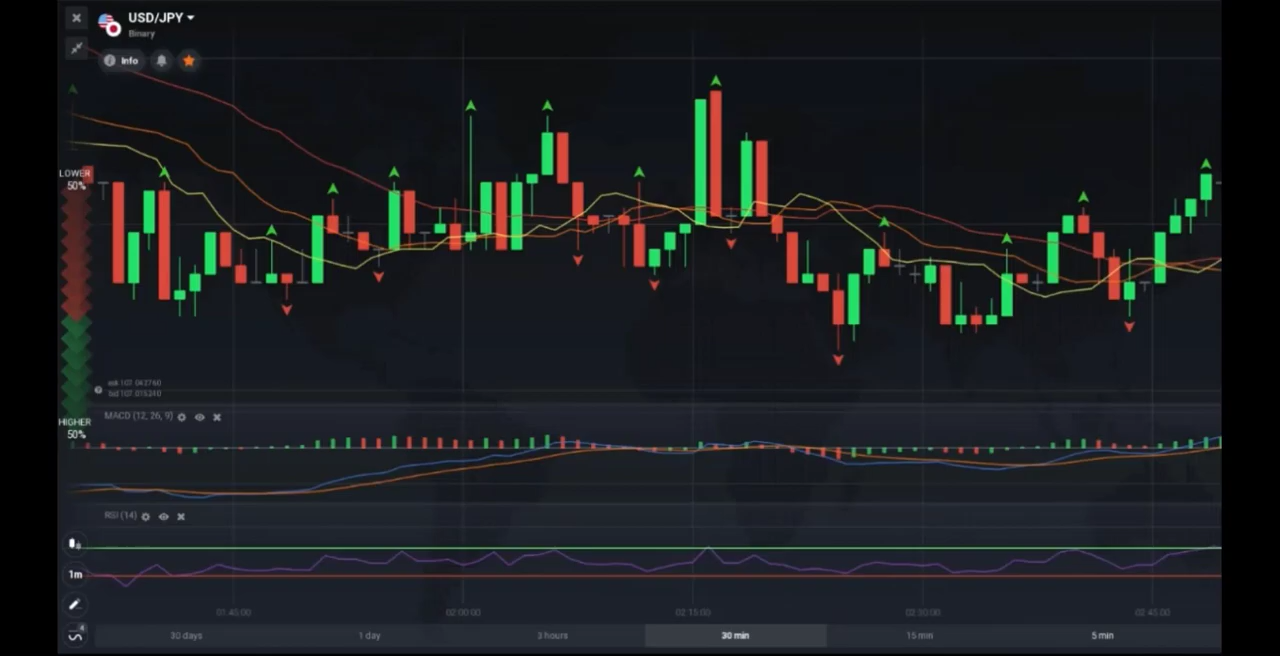 USD/JPY
Binary
Info
LOWER
50%
HIGHER
50%
MACD (12, 26, 9)
RSI (14)
1m
4
01:45:00
02:00:00
02:15:00
02:30:00
02:45:00
30 days
1 day
3 hours
30 min
15 min
5 min